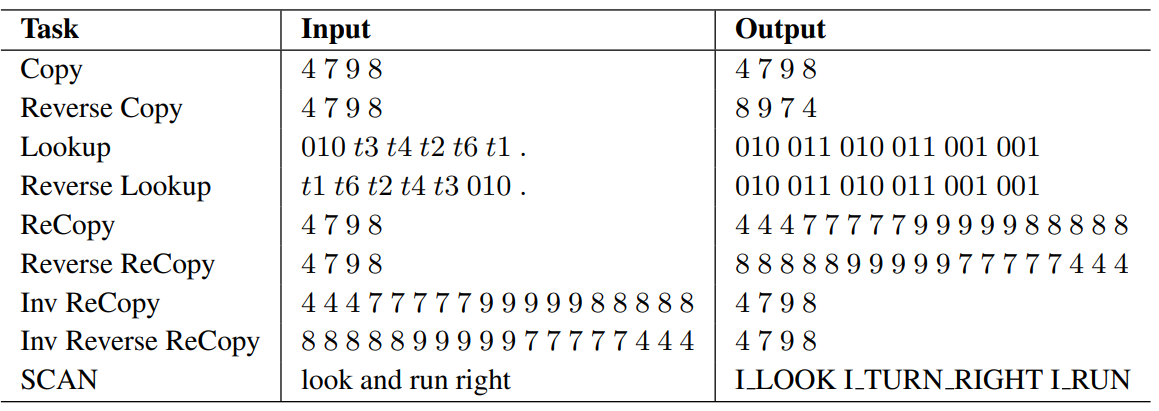 Task Input Output
Copy 4 7 9 8 4 7 9 8
Reverse Copy 4 7 9 8 8 9 7 4
Lookup 010 t3 t4 t2 t6 t1 . 010 011 010 011 001 001
Reverse Lookup t1 t6 t2 t4 t3 010 . 010 011 010 011 001 001
ReCopy 4 7 9 8 4 4 4 7 7 7 7 7 9 9 9 9 9 8 8 8 8 8
Reverse ReCopy 4 7 9 8 8 8 8 8 8 9 9 9 9 9 7 7 7 7 7 4 4 4
Inv ReCopy 4 4 4 7 7 7 7 7 9 9 9 9 9 8 8 8 8 8 4 7 9 8
Inv Reverse ReCopy 8 8 8 8 8 9 9 9 9 9 7 7 7 7 7 4 4 4 4 7 9 8
SCAN look and run right I_LOOK I_TURN_RIGHT I_RUN